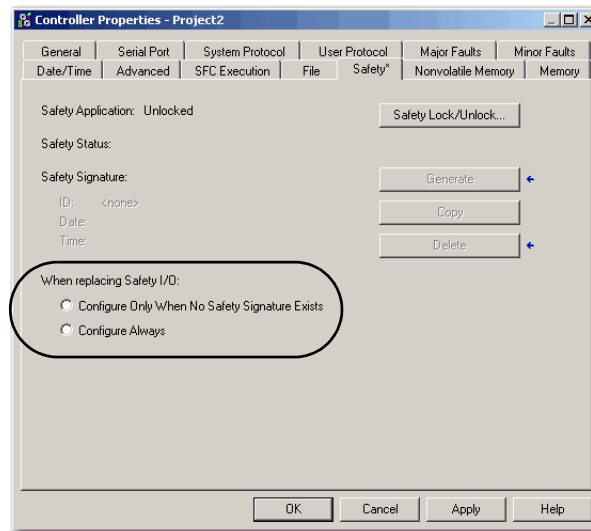 Controller Properties - Project2
General Serial Port System Protocol User Protocol Major Faults Minor Faults
Date/Time Advanced SFC Execution File Safety* Nonvolatile Memory Memory
Safety Application: Unlocked
Safety Lock/Unlock...
Safety Status:
Safety Signature:
Generate
ID: <none>
Copy
Date:
Time:
Delete
When replacing Safety I/O:
Configure Only When No Safety Signature Exists
Configure Always
OK Cancel Apply Help